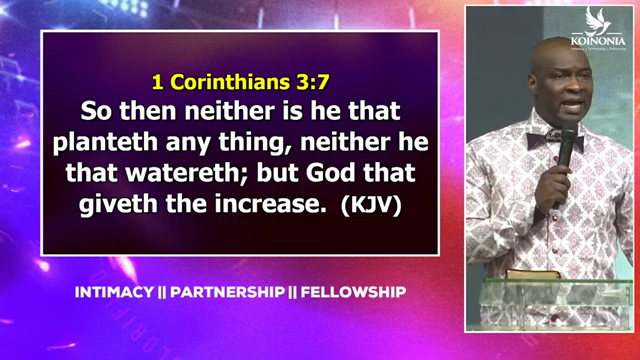 1 Corinthians 3:7
So then neither is he that
planteth any thing, neither he
that watereth; but God that
giveth the increase. (KJV)
INTIMACY || PARTNERSHIP || FELLOWSHIP
KOINONIA